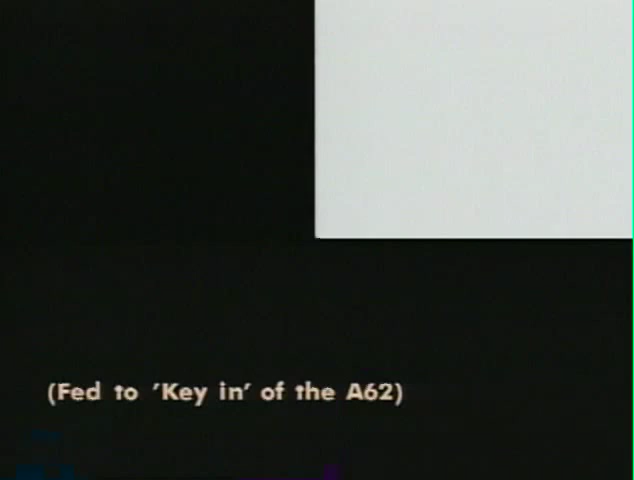 (Fed to 'Key in' of the A62)